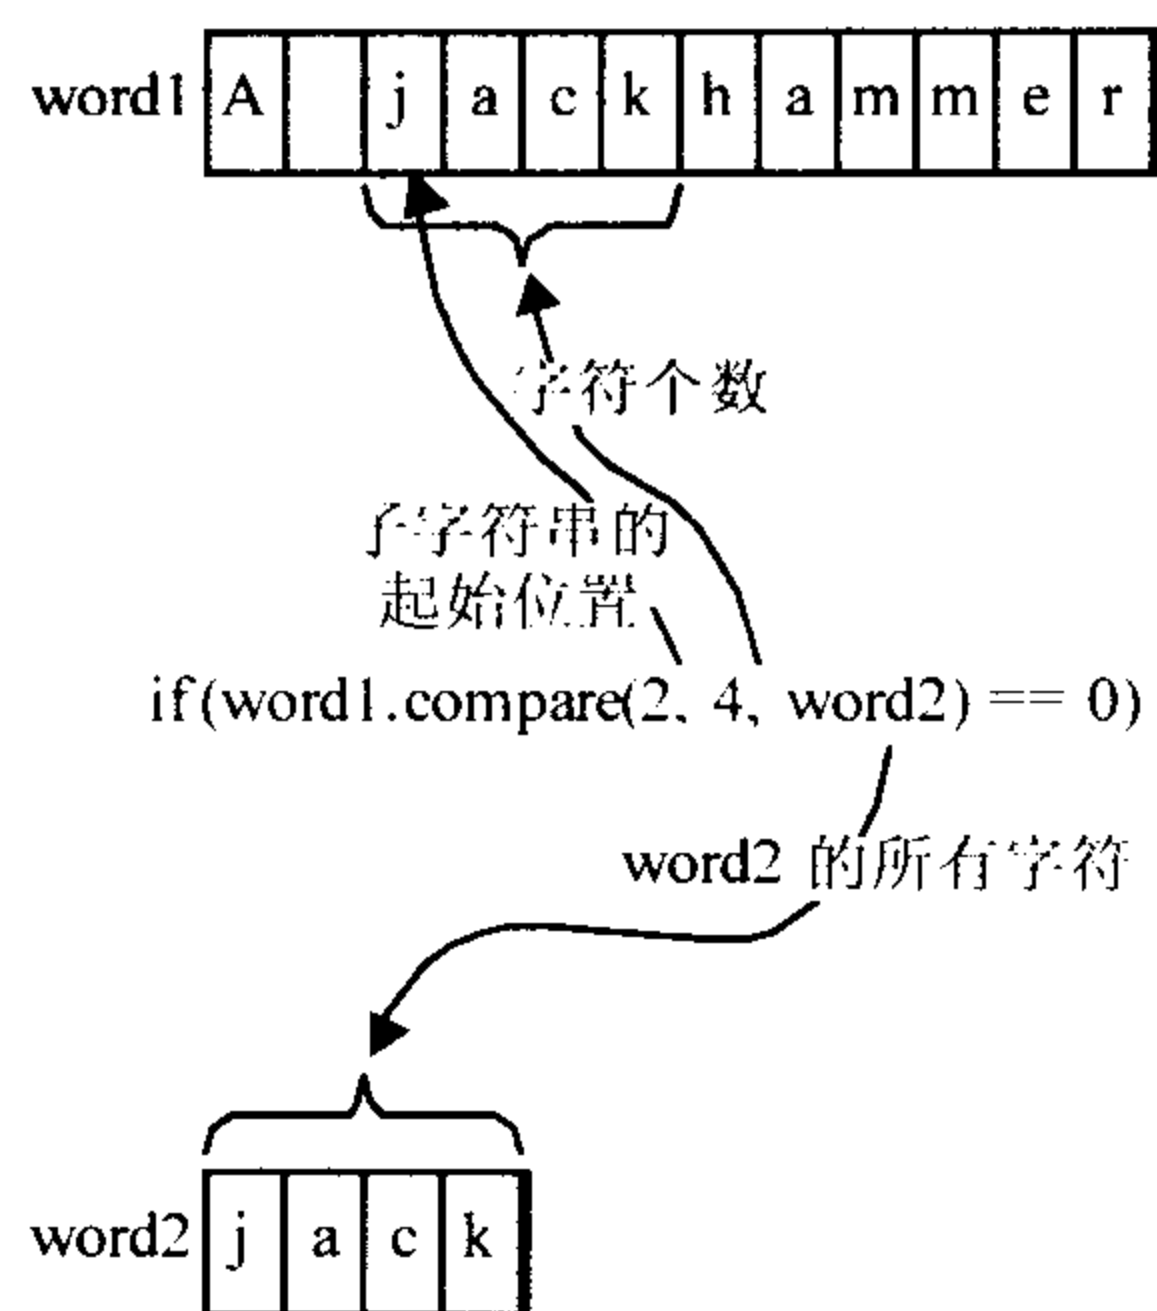 word1 A j a c k h a m m e r
字符个数
子字符串的
起始位置
if(word1.compare(2, 4, word2) == 0)
word2 的所有字符
word2 j a c k